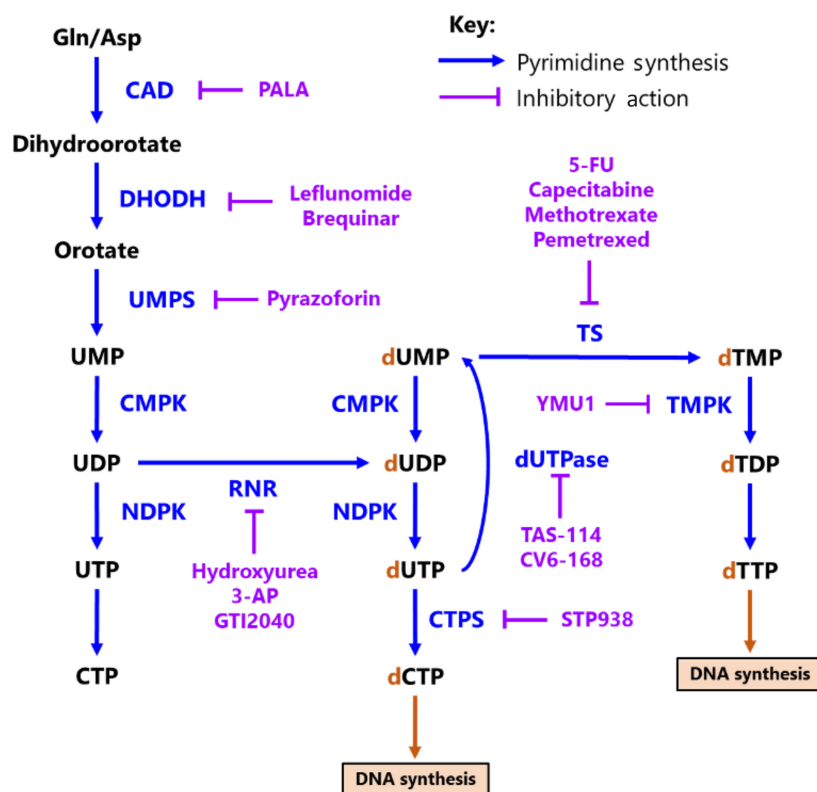 Gln/Asp
Key:
Pyrimidine synthesis
Inhibitory action
CAD
PALA
Dihydroorotate
DHODH
Leflunomide
Brequinar
5-FU
Capecitabine
Methotrexate
Pemetrexed
Orotate
UMPS
Pyrazoforin
TS
UMP
dUMP
dTMP
CMPK
CMPK
YMU1
TMPK
UDP
dUDP
dUTPase
dTDP
RNR
NDPK
NDPK
TAS-114
CV6-168
UTP
Hydroxyurea
3-AP
GTI2040
dUTP
dTTP
CTPS
STP938
CTP
dCTP
DNA synthesis
DNA synthesis